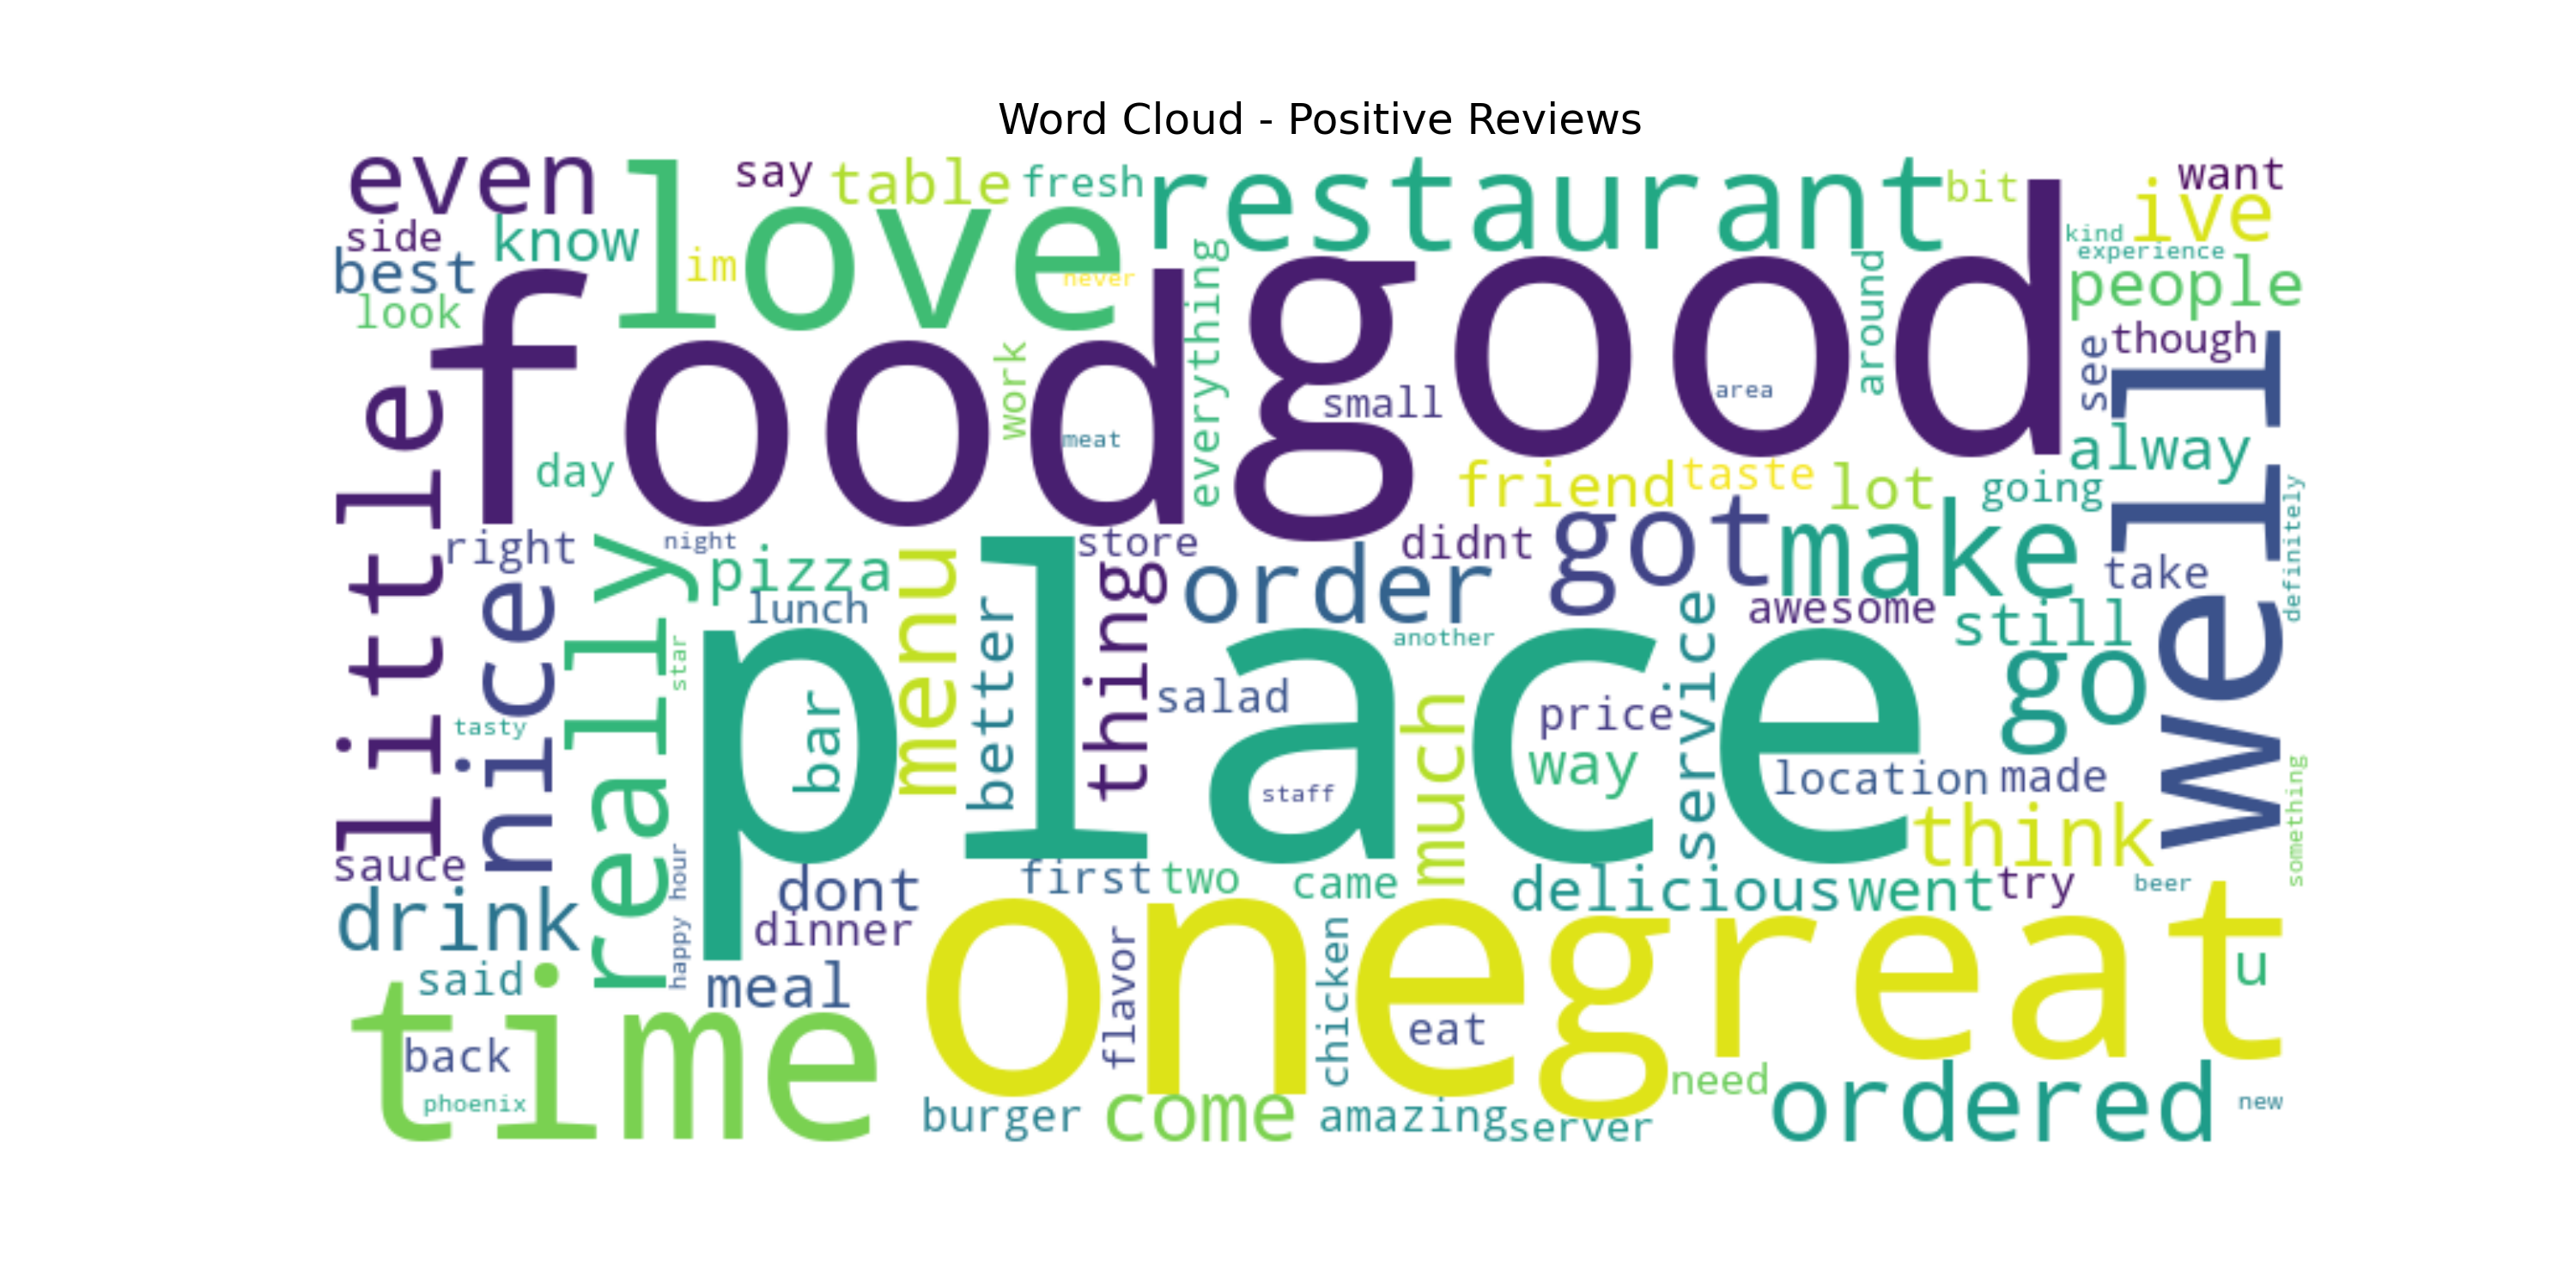 Word Cloud - Positive Reviews
even
love
say
table
fresh
restaurant
bit
want
ive
side
know
best
im
never
look
kind
experience
people
food
good
everything
around
though
see
work
small
area
meat
little
day
friend
taste
lot
alway
going
well
definitely
right
night
store
didnt
got
make
take
nice
really
pizza
lunch
menu
better
thing
order
another
awesome
still
star
place
go
service
tasty
bar
salad
much
price
way
staff
location
made
think
something
sauce
happy hour
dont
first
two
came
delicious
went
try
beer
drink
dinner
one
great
said
meal
flavor
chicken
eat
u
time
back
phoenix
burger
come
amazing
server
need
ordered
new